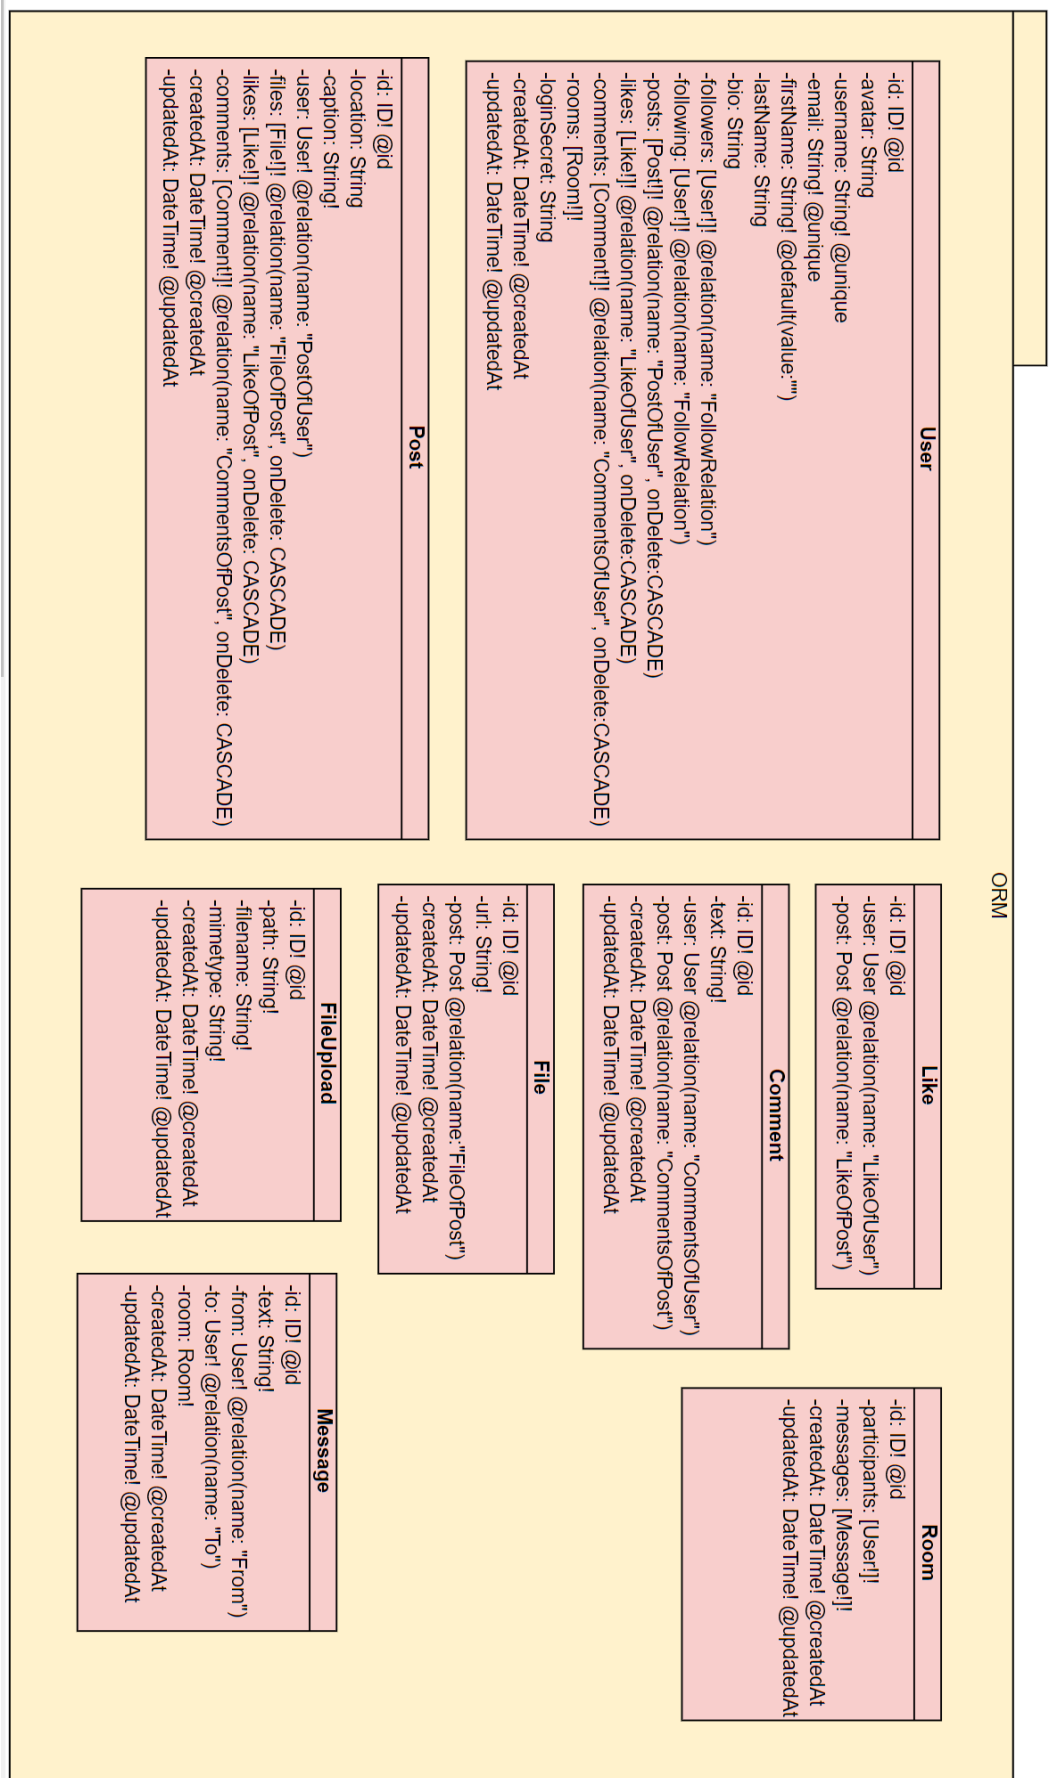 ORM
User
-id: ID! @id
-avatar: String
-username: String! @unique
-email: String! @unique
-firstName: String! @default(value:"")
-lastName: String
-bio: String
-followers: [User!]! @relation(name: "FollowRelation")
-following: [User!]! @relation(name: "FollowRelation")
-posts: [Post!]! @relation(name: "PostOfUser", onDelete:CASCADE)
-likes: [Like!]! @relation(name: "LikeOfUser", onDelete:CASCADE)
-comments: [Comment!]! @relation(name: "CommentsOfUser", onDelete:CASCADE)
-rooms: [Room!]!
-loginSecret: String
-createdAt: DateTime! @createdAt
-updatedAt: DateTime! @updatedAt
Like
-id: ID! @id
-user: User @relation(name: "LikeOfUser")
-post: Post @relation(name: "LikeOfPost")
Room
-id: ID! @id
-participants: [User!]!
-messages: [Message!]!
-createdAt: DateTime! @createdAt
-updatedAt: DateTime! @updatedAt
Comment
-id: ID! @id
-text: String!
-user: User @relation(name: "CommentsOfUser")
-post: Post @relation(name: "CommentsOfPost")
-createdAt: DateTime! @createdAt
-updatedAt: DateTime! @updatedAt
File
-id: ID! @id
-url: String!
-post: Post @relation(name:"FileOfPost")
-createdAt: DateTime! @createdAt
-updatedAt: DateTime! @updatedAt
Post
-id: ID! @id
-location: String
-caption: String!
-user: User! @relation(name: "PostOfUser")
-files: [File!]! @relation(name: "FileOfPost", onDelete: CASCADE)
-likes: [Like!]! @relation(name: "LikeOfPost", onDelete: CASCADE)
-comments: [Comment!]! @relation(name: "CommentsOfPost", onDelete: CASCADE)
-createdAt: DateTime! @createdAt
-updatedAt: DateTime! @updatedAt
FileUpload
-id: ID! @id
-path: String!
-filename: String!
-mimetype: String!
-createdAt: DateTime! @createdAt
-updatedAt: DateTime! @updatedAt
Message
-id: ID! @id
-text: String!
-from: User! @relation(name: "From")
-to: User! @relation(name: "To")
-room: Room!
-createdAt: DateTime! @createdAt
-updatedAt: DateTime! @updatedAt